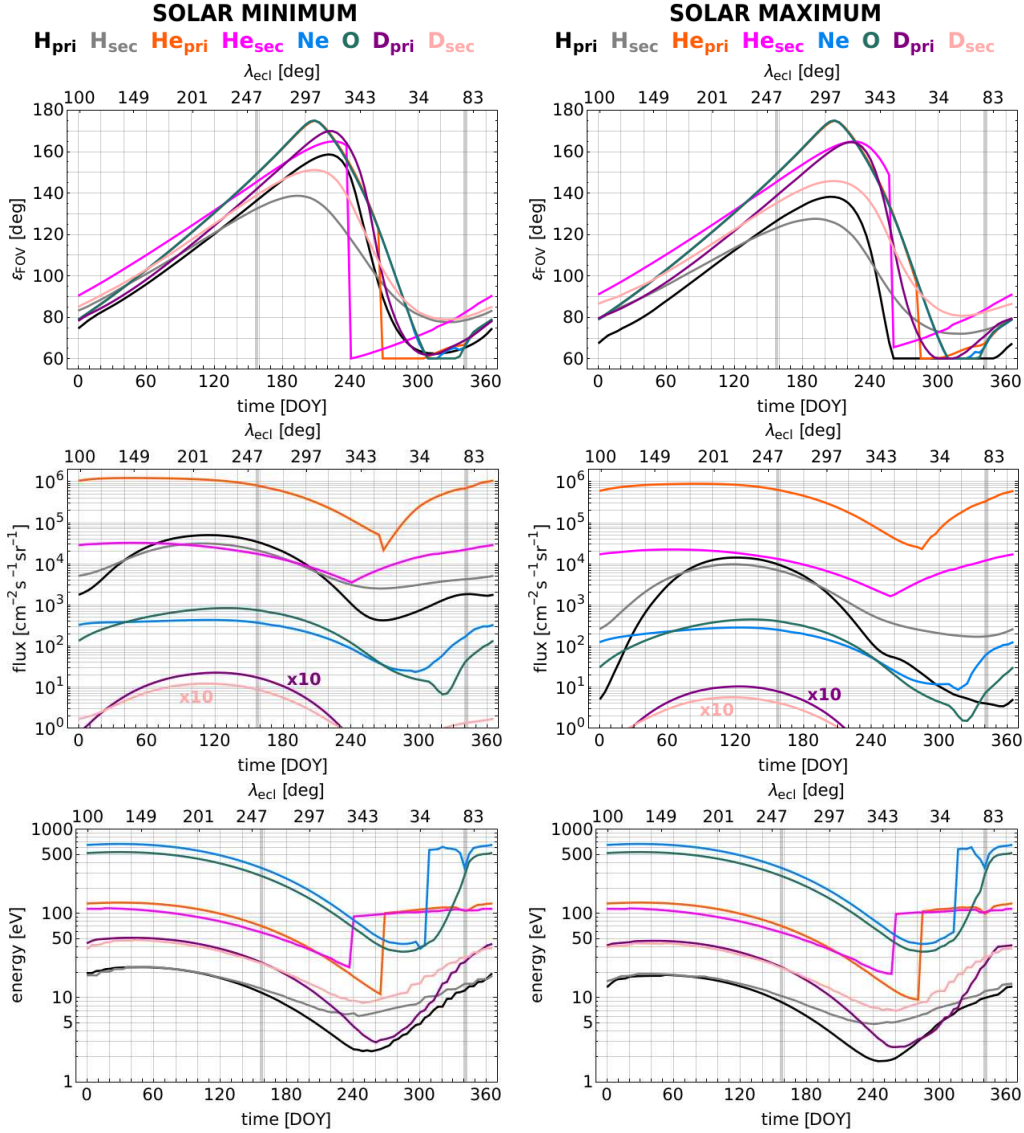 SOLAR MINIMUM
SOLAR MAXIMUM
Hpri Hsec Hepri Hesec Ne O Dpri Dsec
Hpri Hsec Hepri Hesec Ne O Dpri Dsec
λecl [deg]
λecl [deg]
100 149 201 247 297 343 34 83
100 149 201 247 297 343 34 83
180
160
140
120
100
80
60
εFOV [deg]
0 60 120 180 240 300 360
time [DOY]
180
160
140
120
100
80
60
εFOV [deg]
0 60 120 180 240 300 360
time [DOY]
λecl [deg]
λecl [deg]
100 149 201 247 297 343 34 83
100 149 201 247 297 343 34 83
10^6
10^5
10^4
10^3
10^2
10^1
10^0
flux [cm−2s−1sr−1]
x10
x10
0 60 120 180 240 300 360
time [DOY]
10^6
10^5
10^4
10^3
10^2
10^1
10^0
flux [cm−2s−1sr−1]
x10
x10
0 60 120 180 240 300 360
time [DOY]
λecl [deg]
λecl [deg]
100 149 201 247 297 343 34 83
100 149 201 247 297 343 34 83
1000
500
100
50
10
5
1
energy [eV]
0 60 120 180 240 300 360
time [DOY]
1000
500
100
50
10
5
1
energy [eV]
0 60 120 180 240 300 360
time [DOY]